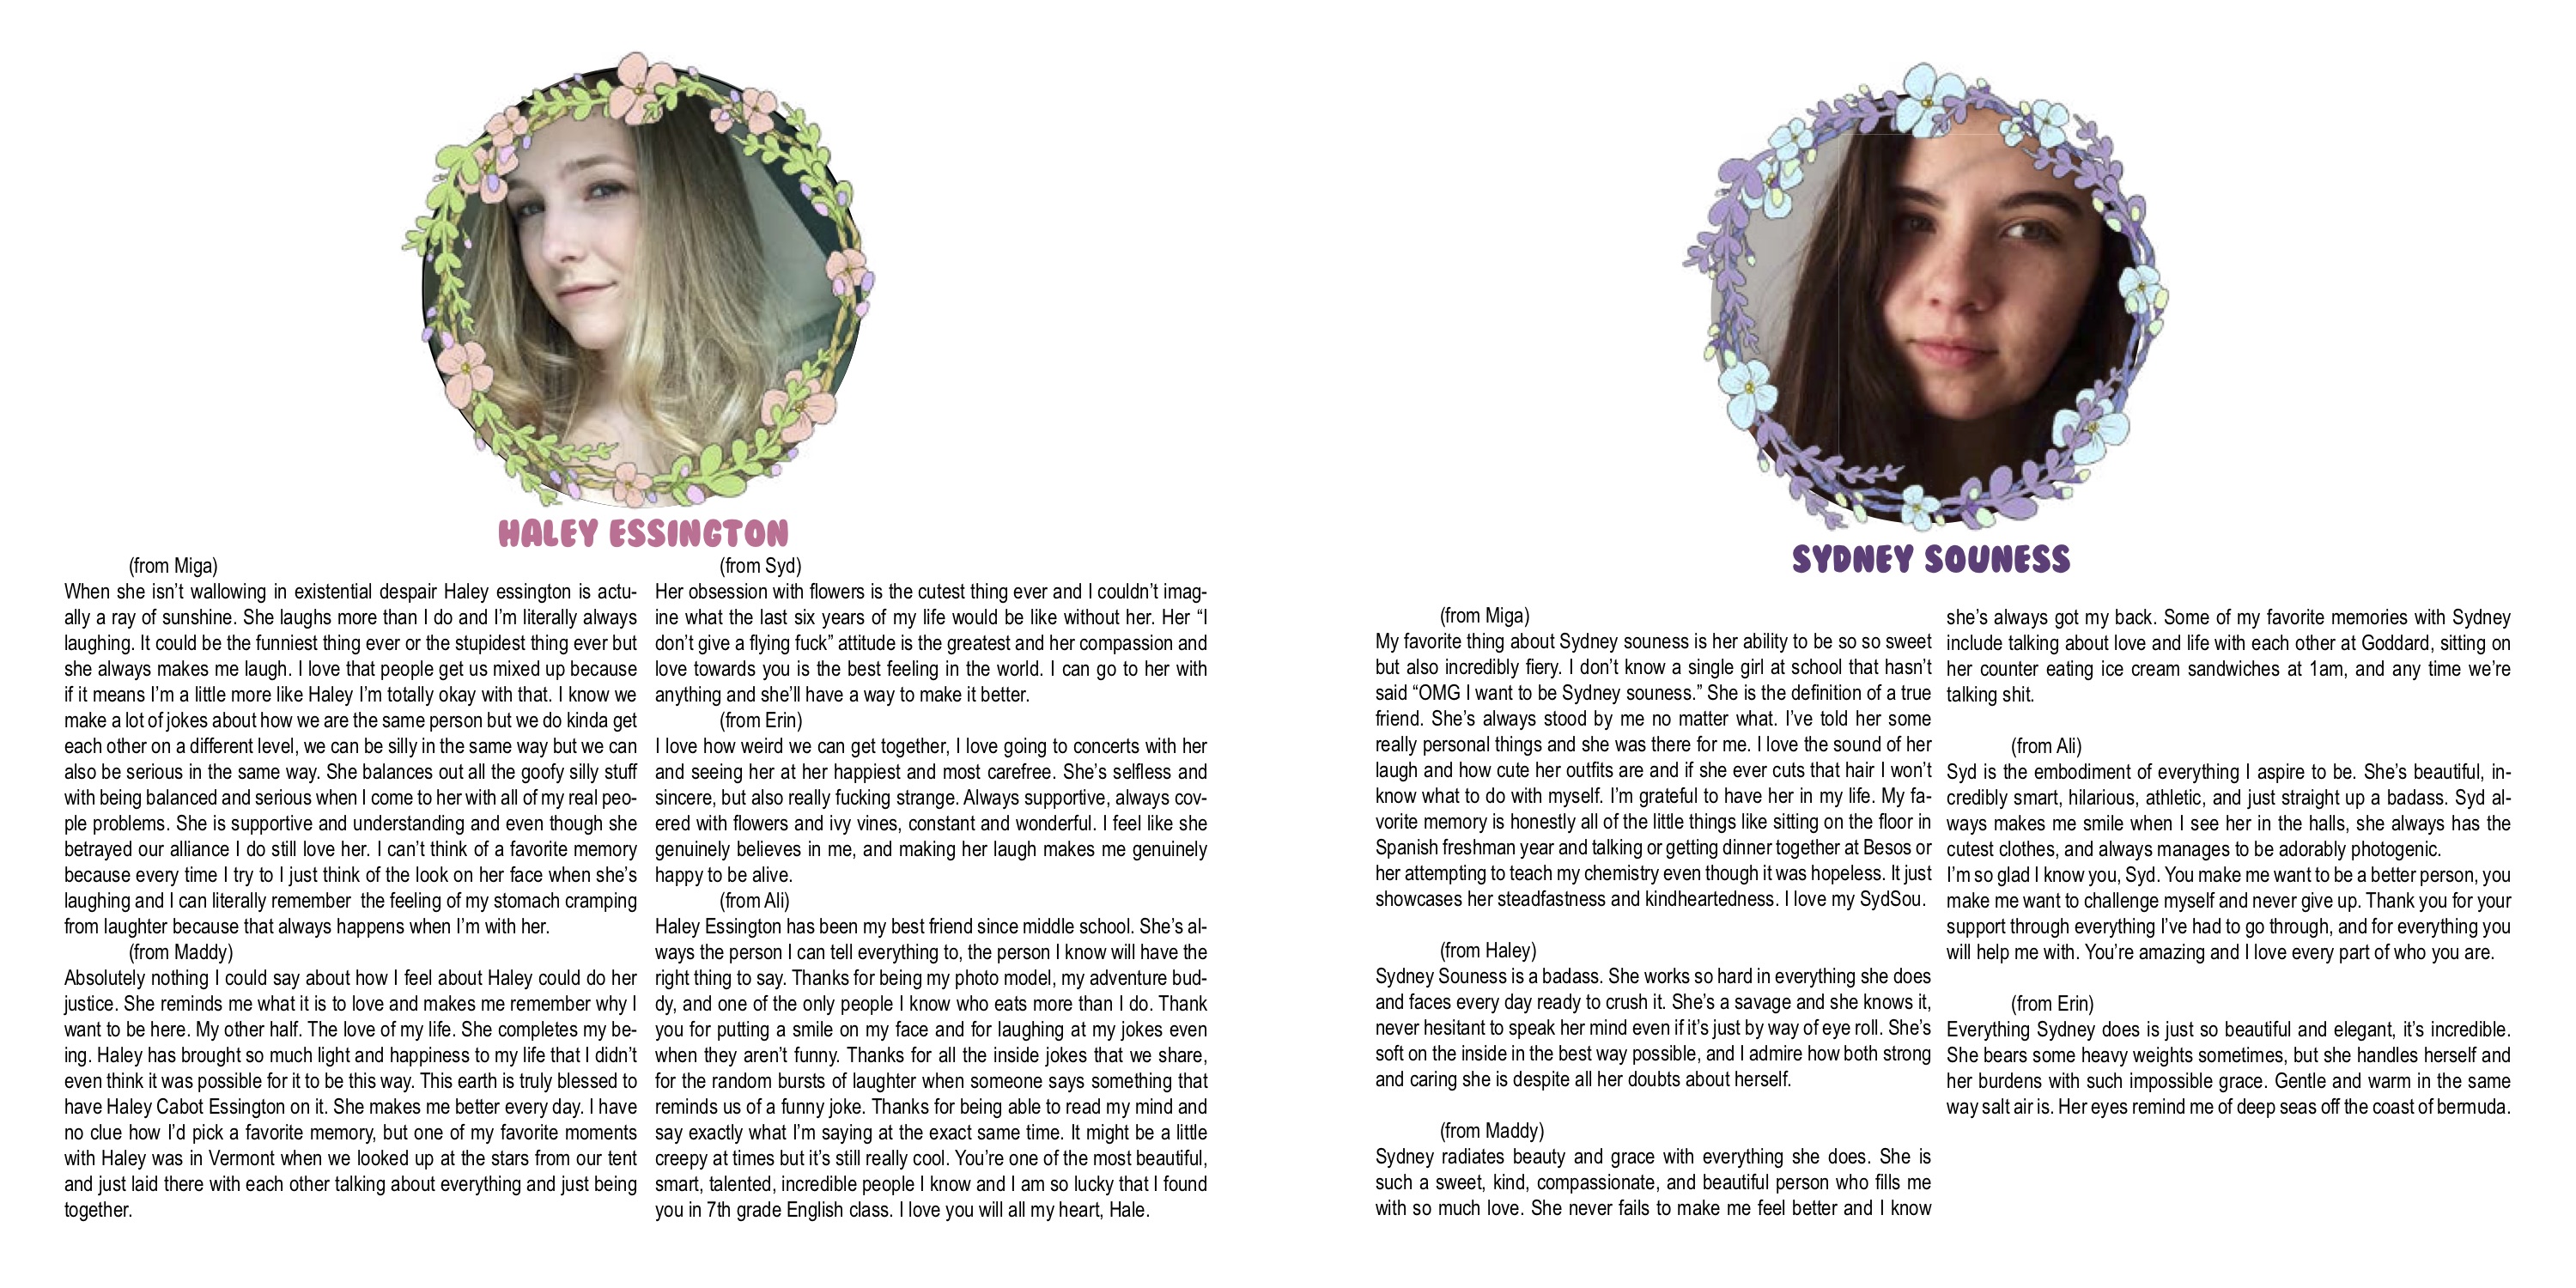 HALEY ESSINGTON
(from Miga)
When she isn’t wallowing in existential despair Haley essington is actu-
ally a ray of sunshine. She laughs more than I do and I’m literally always
laughing. It could be the funniest thing ever or the stupidest thing ever but
she always makes me laugh. I love that people get us mixed up because
if it means I’m a little more like Haley I’m totally okay with that. I know we
make a lot of jokes about how we are the same person but we do kinda get
each other on a different level, we can be silly in the same way but we can
also be serious in the same way. She balances out all the goofy silly stuff
with being balanced and serious when I come to her with all of my real peo-
ple problems. She is supportive and understanding and even though she
betrayed our alliance I do still love her. I can’t think of a favorite memory
because every time I try to I just think of the look on her face when she’s
laughing and I can literally remember the feeling of my stomach cramping
from laughter because that always happens when I’m with her.
(from Maddy)
Absolutely nothing I could say about how I feel about Haley could do her
justice. She reminds me what it is to love and makes me remember why I
want to be here. My other half. The love of my life. She completes my be-
ing. Haley has brought so much light and happiness to my life that I didn’t
even think it was possible for it to be this way. This earth is truly blessed to
have Haley Cabot Essington on it. She makes me better every day. I have
no clue how I’d pick a favorite memory, but one of my favorite moments
with Haley was in Vermont when we looked up at the stars from our tent
and just laid there with each other talking about everything and just being
together.
(from Syd)
Her obsession with flowers is the cutest thing ever and I couldn’t imag-
ine what the last six years of my life would be like without her. Her “I
don’t give a flying fuck” attitude is the greatest and her compassion and
love towards you is the best feeling in the world. I can go to her with
anything and she’ll have a way to make it better.
(from Erin)
I love how weird we can get together, I love going to concerts with her
and seeing her at her happiest and most carefree. She’s selfless and
sincere, but also really fucking strange. Always supportive, always cov-
ered with flowers and ivy vines, constant and wonderful. I feel like she
genuinely believes in me, and making her laugh makes me genuinely
happy to be alive.
(from Ali)
Haley Essington has been my best friend since middle school. She’s al-
ways the person I can tell everything to, the person I know will have the
right thing to say. Thanks for being my photo model, my adventure bud-
dy, and one of the only people I know who eats more than I do. Thank
you for putting a smile on my face and for laughing at my jokes even
when they aren’t funny. Thanks for all the inside jokes that we share,
for the random bursts of laughter when someone says something that
reminds us of a funny joke. Thanks for being able to read my mind and
say exactly what I’m saying at the exact same time. It might be a little
creepy at times but it’s still really cool. You’re one of the most beautiful,
smart, talented, incredible people I know and I am so lucky that I found
you in 7th grade English class. I love you will all my heart, Hale.
SYDNEY SOUNESS
(from Miga)
My favorite thing about Sydney souness is her ability to be so so sweet
but also incredibly fiery. I don’t know a single girl at school that hasn’t
said “OMG I want to be Sydney souness.” She is the definition of a true
friend. She’s always stood by me no matter what. I’ve told her some
really personal things and she was there for me. I love the sound of her
laugh and how cute her outfits are and if she ever cuts that hair I won’t
know what to do with myself. I’m grateful to have her in my life. My fa-
vorite memory is honestly all of the little things like sitting on the floor in
Spanish freshman year and talking or getting dinner together at Besos or
her attempting to teach my chemistry even though it was hopeless. It just
showcases her steadfastness and kindheartedness. I love my SydSou.
(from Haley)
Sydney Souness is a badass. She works so hard in everything she does
and faces every day ready to crush it. She’s a savage and she knows it,
never hesitant to speak her mind even if it’s just by way of eye roll. She’s
soft on the inside in the best way possible, and I admire how both strong
and caring she is despite all her doubts about herself.
(from Maddy)
Sydney radiates beauty and grace with everything she does. She is
such a sweet, kind, compassionate, and beautiful person who fills me
with so much love. She never fails to make me feel better and I know
she’s always got my back. Some of my favorite memories with Sydney
include talking about love and life with each other at Goddard, sitting on
her counter eating ice cream sandwiches at 1am, and any time we’re
talking shit.
(from Ali)
Syd is the embodiment of everything I aspire to be. She’s beautiful, in-
credibly smart, hilarious, athletic, and just straight up a badass. Syd al-
ways makes me smile when I see her in the halls, she always has the
cutest clothes, and always manages to be adorably photogenic.
I’m so glad I know you, Syd. You make me want to be a better person, you
make me want to challenge myself and never give up. Thank you for your
support through everything I’ve had to go through, and for everything you
will help me with. You’re amazing and I love every part of who you are.
(from Erin)
Everything Sydney does is just so beautiful and elegant, it’s incredible.
She bears some heavy weights sometimes, but she handles herself and
her burdens with such impossible grace. Gentle and warm in the same
way salt air is. Her eyes remind me of deep seas off the coast of bermuda.